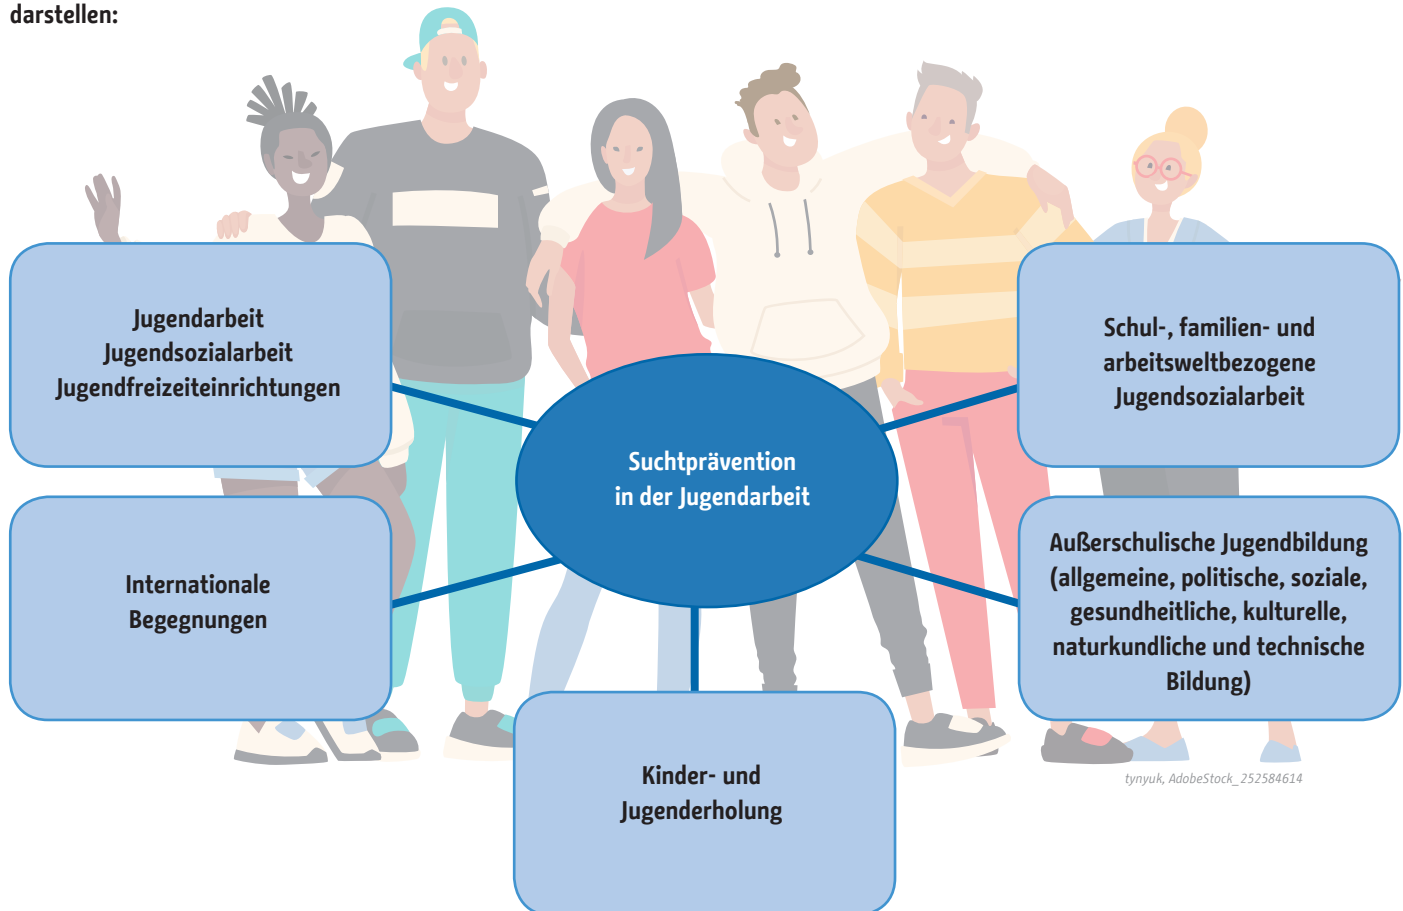 darstellen:
Jugendarbeit
Jugendsozialarbeit
Jugendfreizeiteinrichtungen
Schul-, familien- und
arbeitsweltbezogene
Jugendsozialarbeit
Suchtprävention
in der Jugendarbeit
Internationale
Begegnungen
Außerschulische Jugendbildung
(allgemeine, politische, soziale,
gesundheitliche, kulturelle,
naturkundliche und technische
Bildung)
Kinder- und
Jugenderholung
tynyuk, AdobeStock_252584614